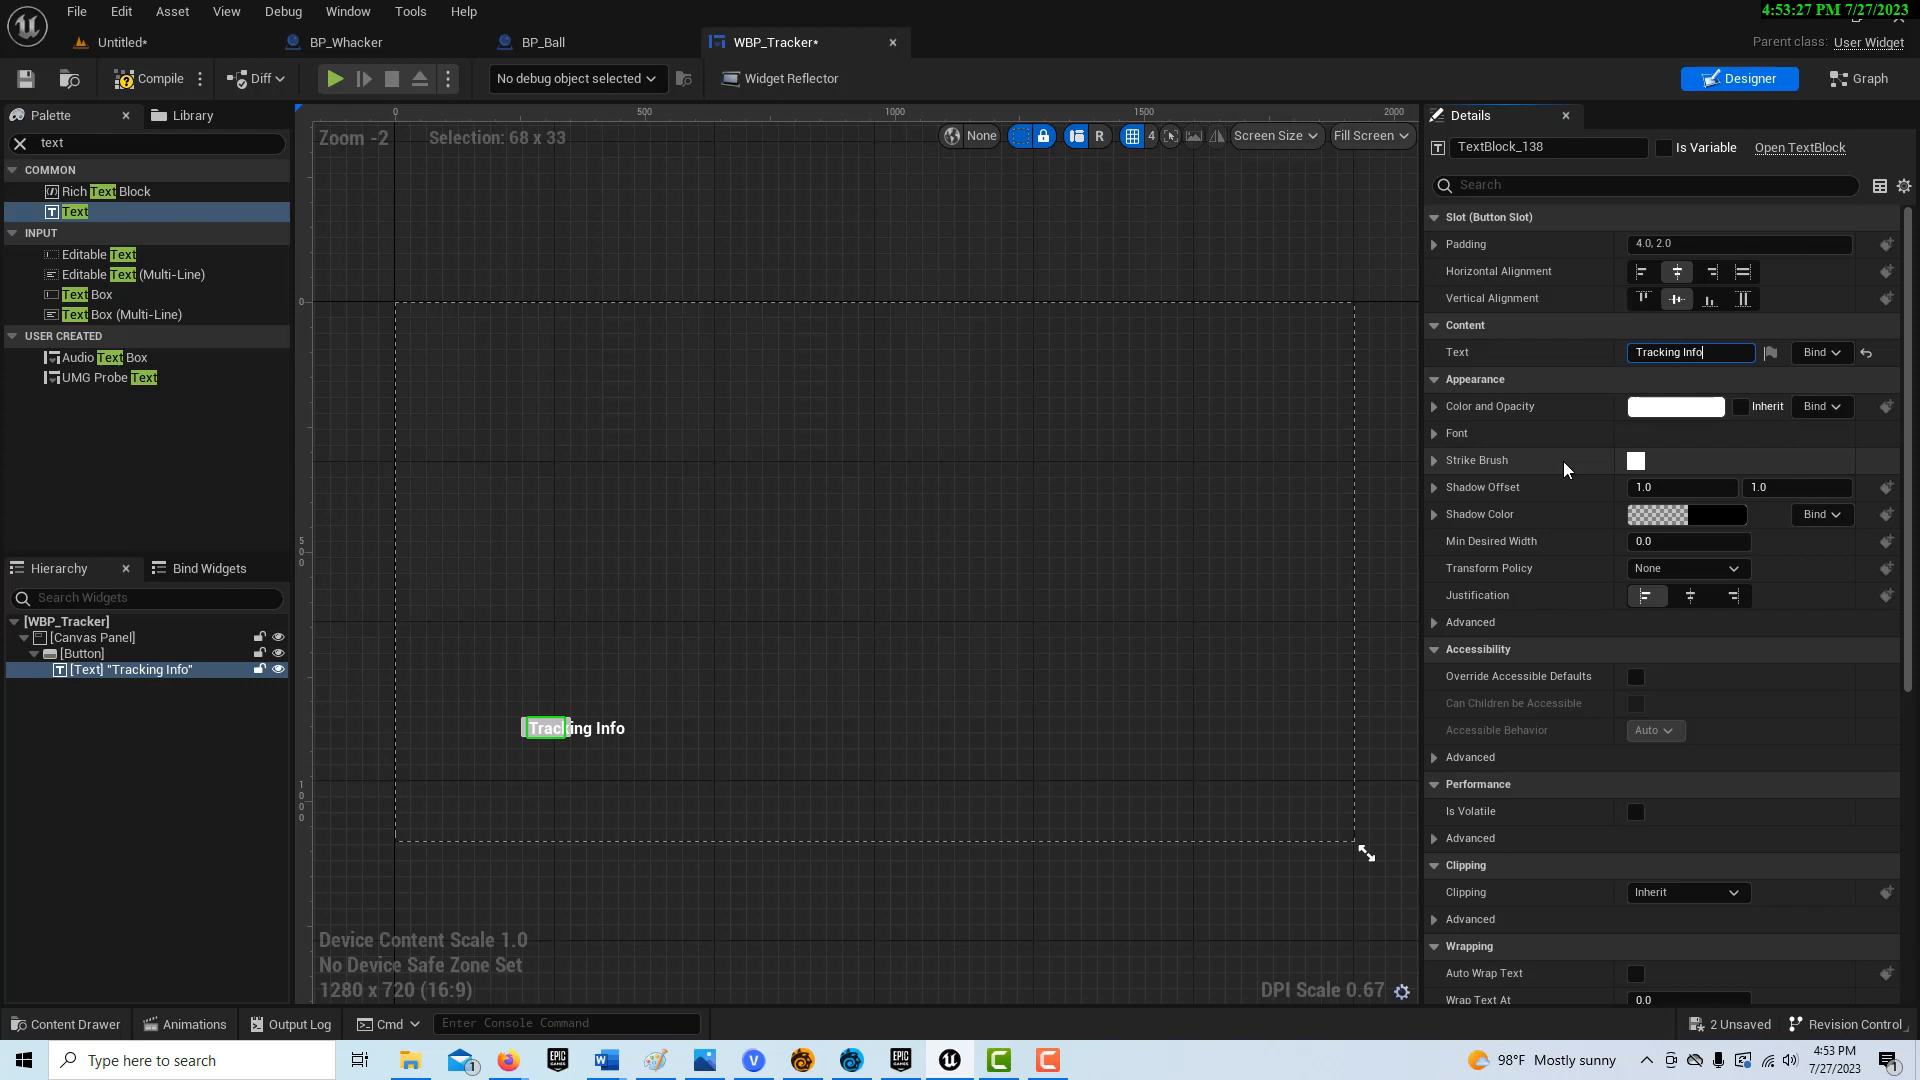 4:53:27 PM 7/27/2023
File Edit Asset View Debug Window Tools Help
Untitled* BP_Whacker BP_Ball WBP_Tracker*
Parent class: User Widget
Compile Diff No debug object selected Widget Reflector Designer Graph
Palette Library
text
COMMON
Rich Text Block
Text
INPUT
Editable Text
Editable Text (Multi-Line)
Text Box
Text Box (Multi-Line)
USER CREATED
Audio Text Box
UMG Probe Text
Hierarchy Bind Widgets
Search Widgets
[WBP_Tracker]
[Canvas Panel]
[Button]
[Text] "Tracking Info"
0 500 1000 1500 2000
Zoom -2 Selection: 68 x 33
None R 4 Screen Size Fill Screen
0
500
1000
Tracking Info
Device Content Scale 1.0
No Device Safe Zone Set
1280 x 720 (16:9)
DPI Scale 0.67
Details
TextBlock_138 Is Variable Open TextBlock
Search
Slot (Button Slot)
Padding 4.0, 2.0
Horizontal Alignment
Vertical Alignment
Content
Text Tracking Info Bind
Appearance
Color and Opacity Inherit Bind
Font
Strike Brush
Shadow Offset 1.0 1.0
Shadow Color Bind
Min Desired Width 0.0
Transform Policy None
Justification
Advanced
Accessibility
Override Accessible Defaults
Can Children be Accessible
Accessible Behavior Auto
Advanced
Performance
Is Volatile
Advanced
Clipping
Clipping Inherit
Advanced
Wrapping
Auto Wrap Text
Wrap Text At 0.0
Content Drawer Animations Output Log Cmd Enter Console Command 2 Unsaved Revision Control
Type here to search
98°F Mostly sunny
4:53 PM
7/27/2023